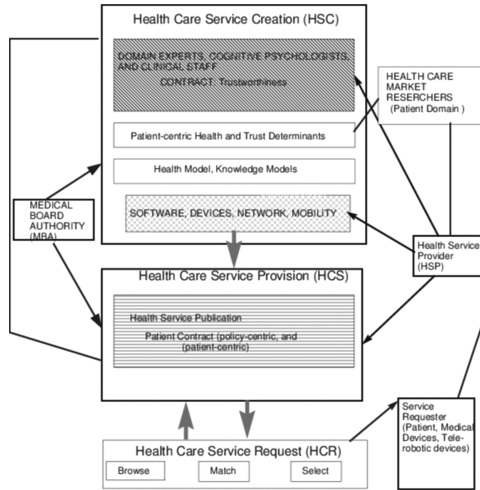 Health Care Service Creation (HSC)
DOMAIN EXPERTS, COGNITIVE PSYCHOLOGISTS,
AND CLINICAL STAFF
CONTRACT: Trustworthiness
HEALTH CARE
MARKET
RESERCHERS
(Patient Domain )
Patient-centric Health and Trust Determinants
Health Model, Knowledge Models
MEDICAL
BOARD
AUTHORITY
(MBA)
SOFTWARE, DEVICES, NETWORK, MOBILITY
Health Service
Provider
(HSP)
Health Care Service Provision (HCS)
Health Service Publication
Patient Contract (policy-centric, and
(patient-centric)
Service
Requester
(Patient, Medical
Devices, Tele-
robotic devices)
Health Care Service Request (HCR)
Browse
Match
Select